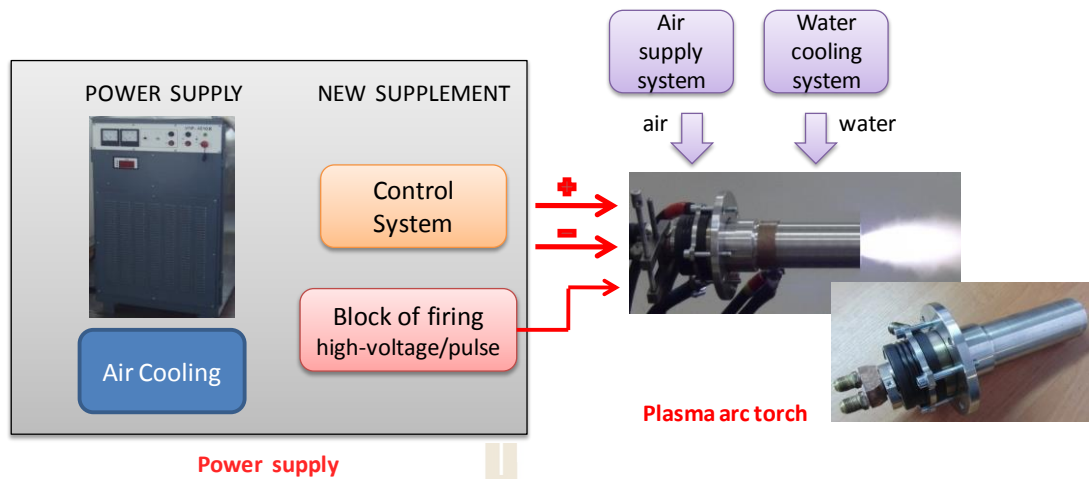 POWER SUPPLY
NEW SUPPLEMENT
Control
System
Block of firing
high-voltage/pulse
Air Cooling
Power supply
+
-
Air
supply
system
Water
cooling
system
air
water
Plasma arc torch